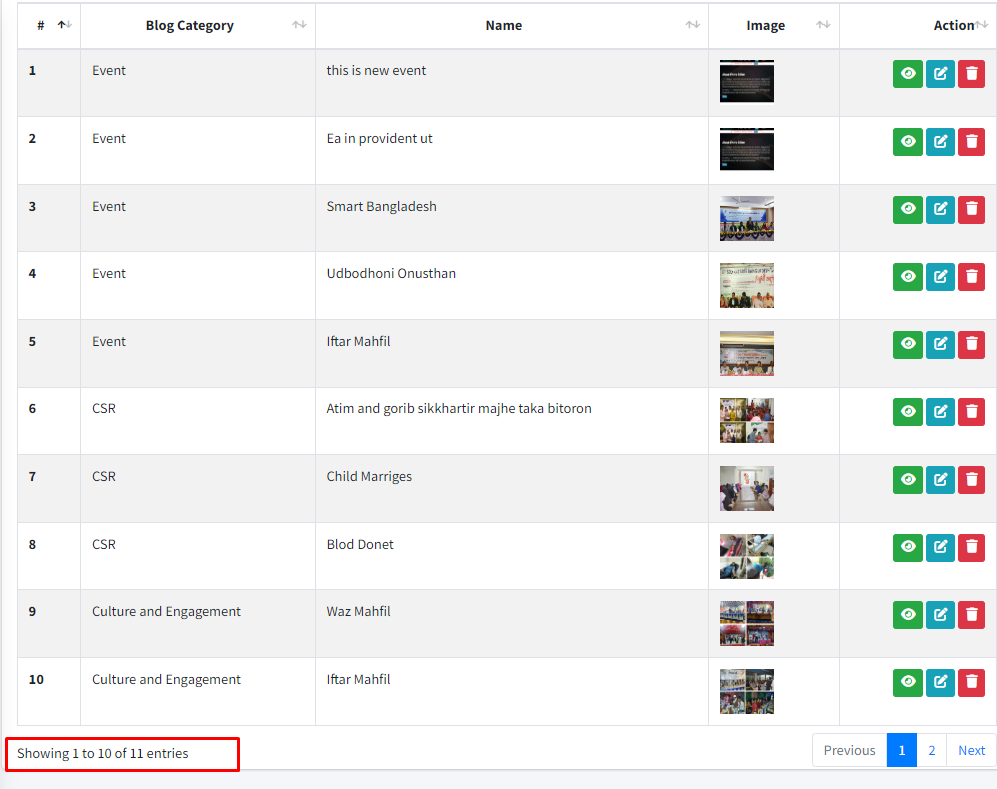 # Blog Category Name Image Action
1 Event this is new event
2 Event Ea in provident ut
3 Event Smart Bangladesh
4 Event Udbodhoni Onusthan
5 Event Iftar Mahfil
6 CSR Atim and gorib sikkhartir majhe taka bitoron
7 CSR Child Marriges
8 CSR Blod Donet
9 Culture and Engagement Waz Mahfil
10 Culture and Engagement Iftar Mahfil
Showing 1 to 10 of 11 entries Previous 1 2 Next